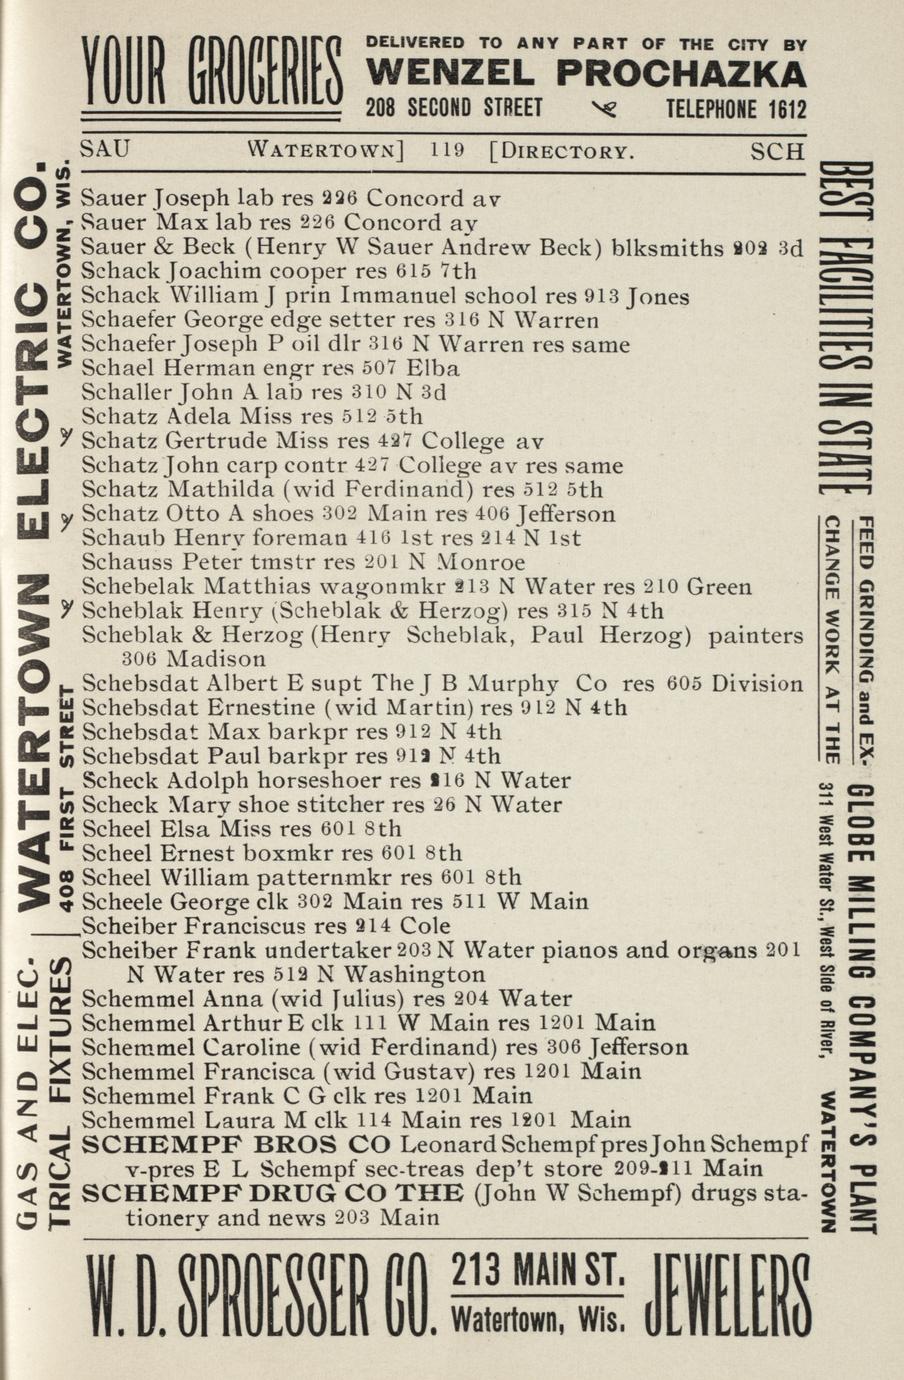 YOUR GROCERIES
DELIVERED TO ANY PART OF THE CITY BY
WENZEL PROCHAZKA
208 SECOND STREET TELEPHONE 1612
SAU WATERTOWN] 119 [DIRECTORY. SCH
Sauer Joseph lab res 226 Concord av
Sauer Max lab res 226 Concord av
Sauer & Beck (Henry W Sauer Andrew Beck) blksmiths 202 3d
Schack Joachim cooper res 615 7th
Schack William J prin Immanuel school res 913 Jones
Schaefer George edge setter res 316 N Warren
Schaefer Joseph P oil dlr 316 N Warren res same
Schael Herman engr res 507 Elba
Schaller John A lab res 310 N 3d
Schatz Adela Miss res 512 5th
Schatz Gertrude Miss res 427 College av
Schatz John carp contr 427 College av res same
Schatz Mathilda (wid Ferdinand) res 512 5th
Schatz Otto A shoes 302 Main res 406 Jefferson
Schaub Henry foreman 416 1st res 214 N 1st
Schauss Peter tmstr res 201 N Monroe
Schebelak Matthias wagonmkr 213 N Water res 210 Green
Scheblak Henry (Scheblak & Herzog) res 315 N 4th
Scheblak & Herzog (Henry Scheblak, Paul Herzog) painters
306 Madison
Schebsdat Albert E supt The J B Murphy Co res 605 Division
Schebsdat Ernestine (wid Martin) res 912 N 4th
Schebsdat Max barkpr res 912 N 4th
Schebsdat Paul barkpr res 912 N 4th
Scheck Adolph horseshoer res 216 N Water
Scheck Mary shoe stitcher res 26 N Water
Scheel Elsa Miss res 601 8th
Scheel Ernest boxmkr res 601 8th
Scheel William patternmkr res 601 8th
Scheele George clk 302 Main res 511 W Main
Scheiber Franciscus res 214 Cole
Scheiber Frank undertaker 203 N Water pianos and organs 201
N Water res 512 N Washington
Schemmel Anna (wid Julius) res 204 Water
Schemmel Arthur E clk 111 W Main res 1201 Main
Schemmel Caroline (wid Ferdinand) res 306 Jefferson
Schemmel Francisca (wid Gustav) res 1201 Main
Schemmel Frank C G clk res 1201 Main
Schemmel Laura M clk 114 Main res 1201 Main
SCHEMPF BROS CO Leonard Schempf pres John Schempf
v-pres E L Schempf sec-treas dep't store 209-211 Main
SCHEMPF DRUG CO THE (John W Schempf) drugs sta-
tionery and news 203 Main
W. D. SPROESSER CO. 213 MAIN ST. JEWELERS
Watertown, Wis.
WATERTOWN ELECTRIC CO.
408 FIRST STREET WATERTOWN, WIS.
GAS AND ELEC-
TRICAL FIXTURES
BEST FACILITIES IN STATE
FEED GRINDING and EX-
CHANGE WORK AT THE
GLOBE MILLING COMPANY'S PLANT
311 West Water St., West Side of River, WATERTOWN